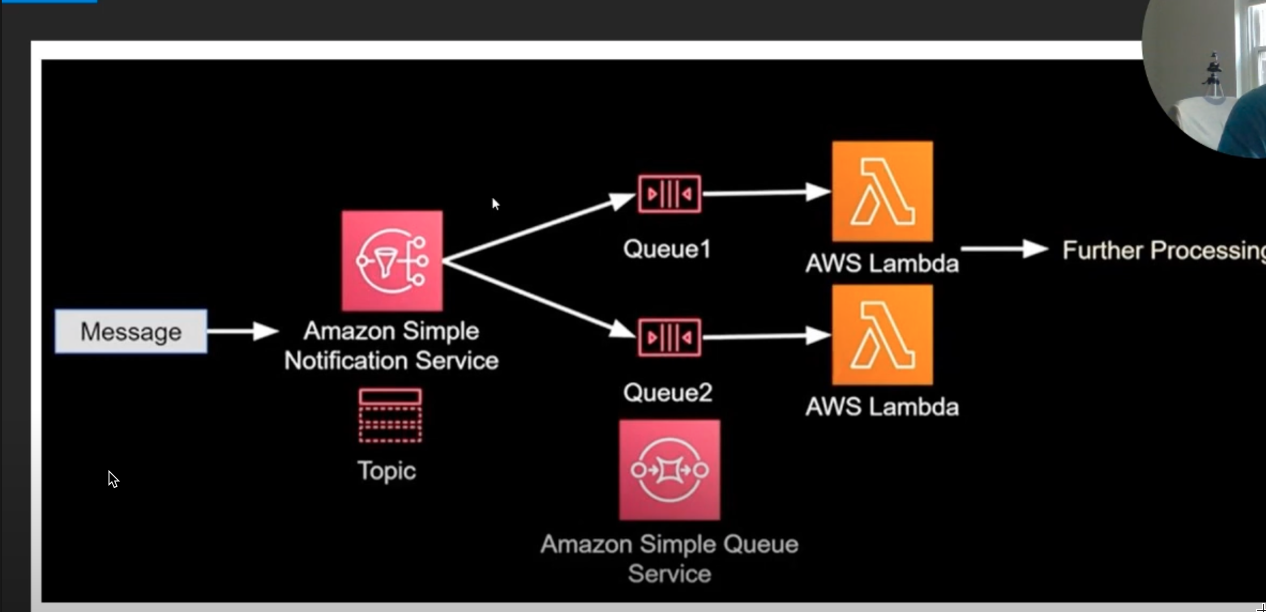 Message
Amazon Simple
Notification Service
Topic
Queue1
Queue2
Amazon Simple Queue
Service
AWS Lambda
AWS Lambda
Further Processing